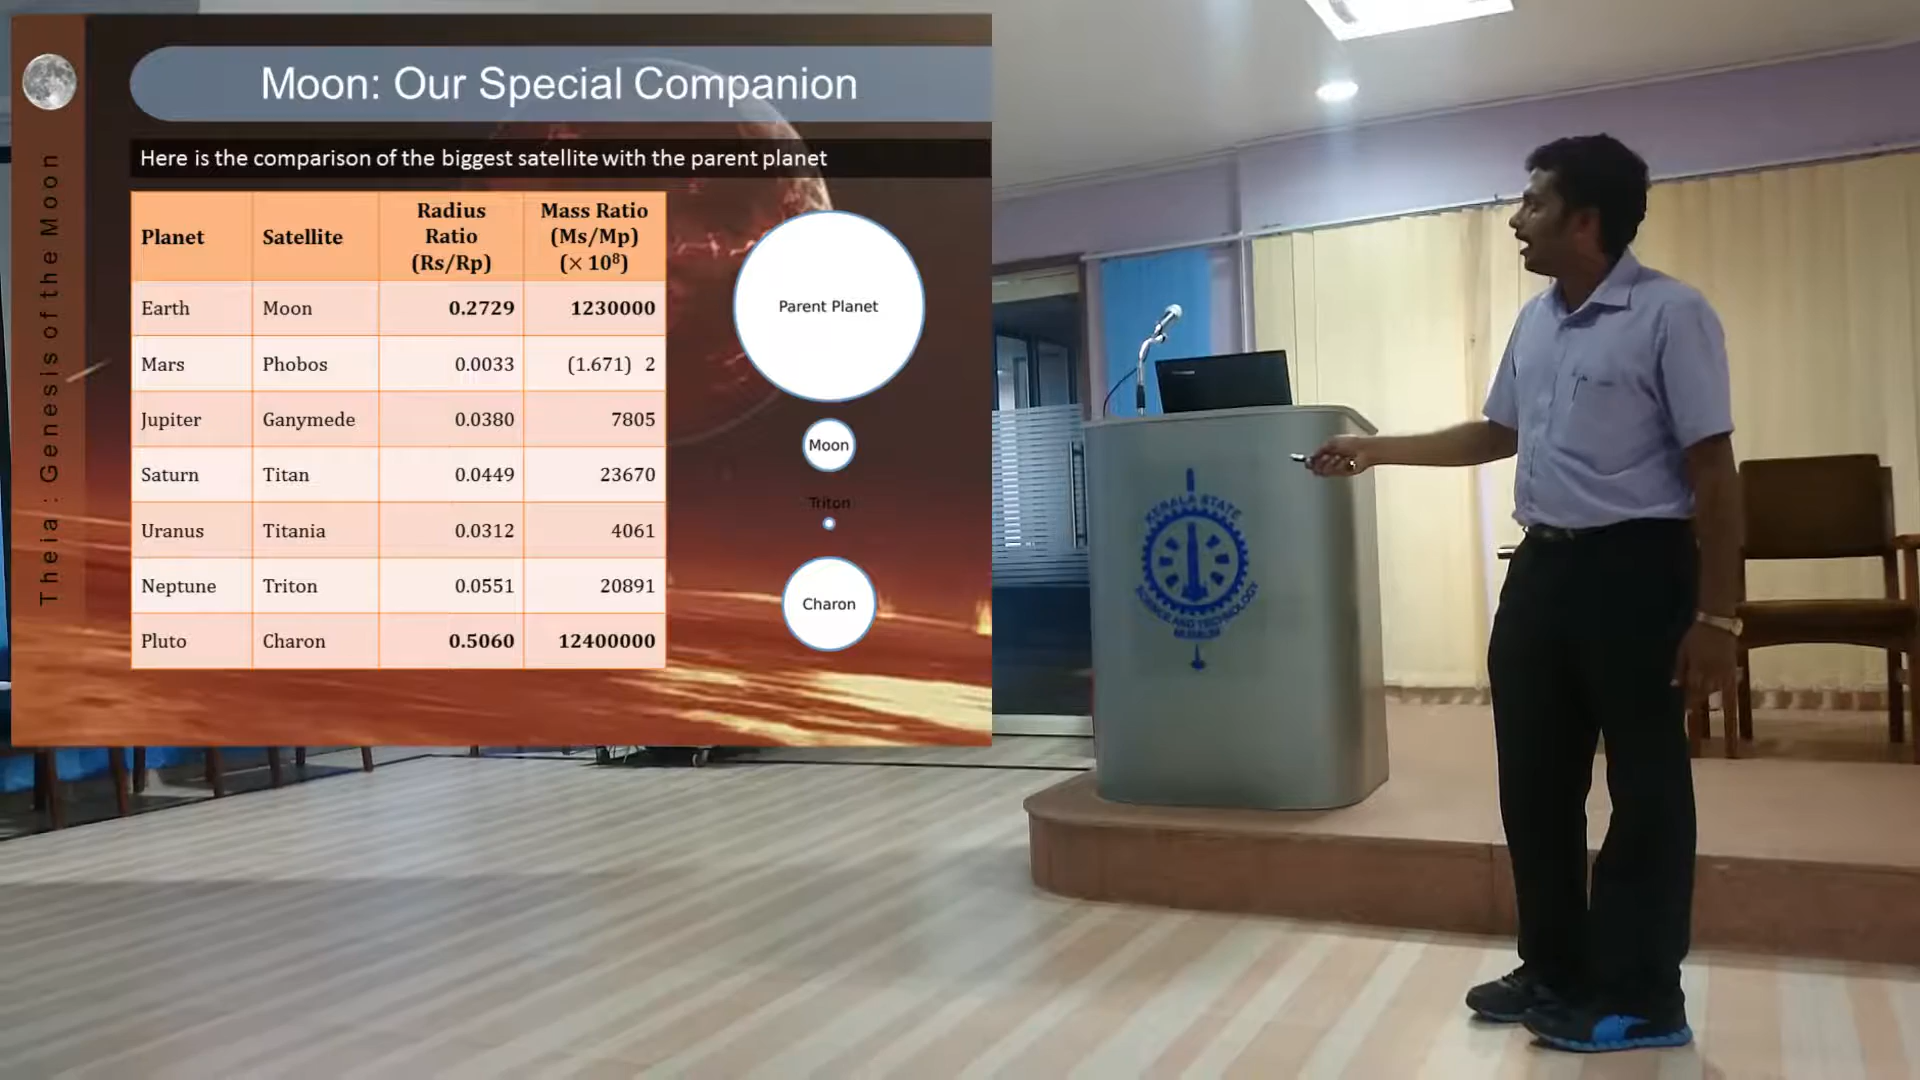 Moon: Our Special Companion
Theia : Genesis of the Moon
Here is the comparison of the biggest satellite with the parent planet
Planet Satellite Radius Ratio (Rs/Rp) Mass Ratio (Ms/Mp) (× 10⁸)
Earth Moon 0.2729 1230000
Mars Phobos 0.0033 (1.671) 2
Jupiter Ganymede 0.0380 7805
Saturn Titan 0.0449 23670
Uranus Titania 0.0312 4061
Neptune Triton 0.0551 20891
Pluto Charon 0.5060 12400000
Parent Planet
Moon
Triton
Charon
KERALA STATE
SCIENCE AND TECHNOLOGY
MUSEUM